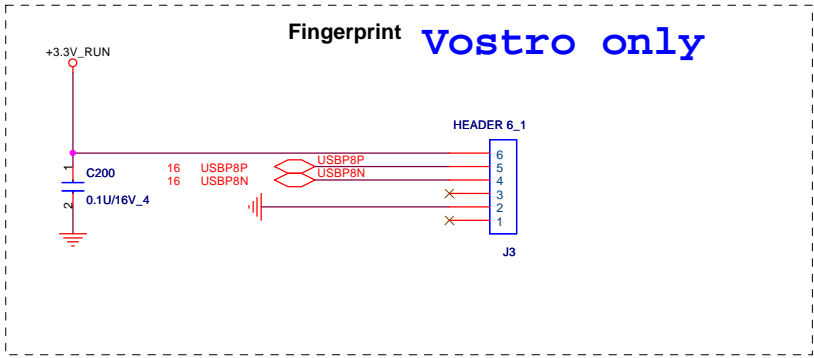 Fingerprint Vostro only
+3.3V_RUN
HEADER 6_1
6
16 USBP8P USBP8P 5
16 USBP8N USBP8N 4
3
2
1
1 C200
2 0.1U/16V_4
J3